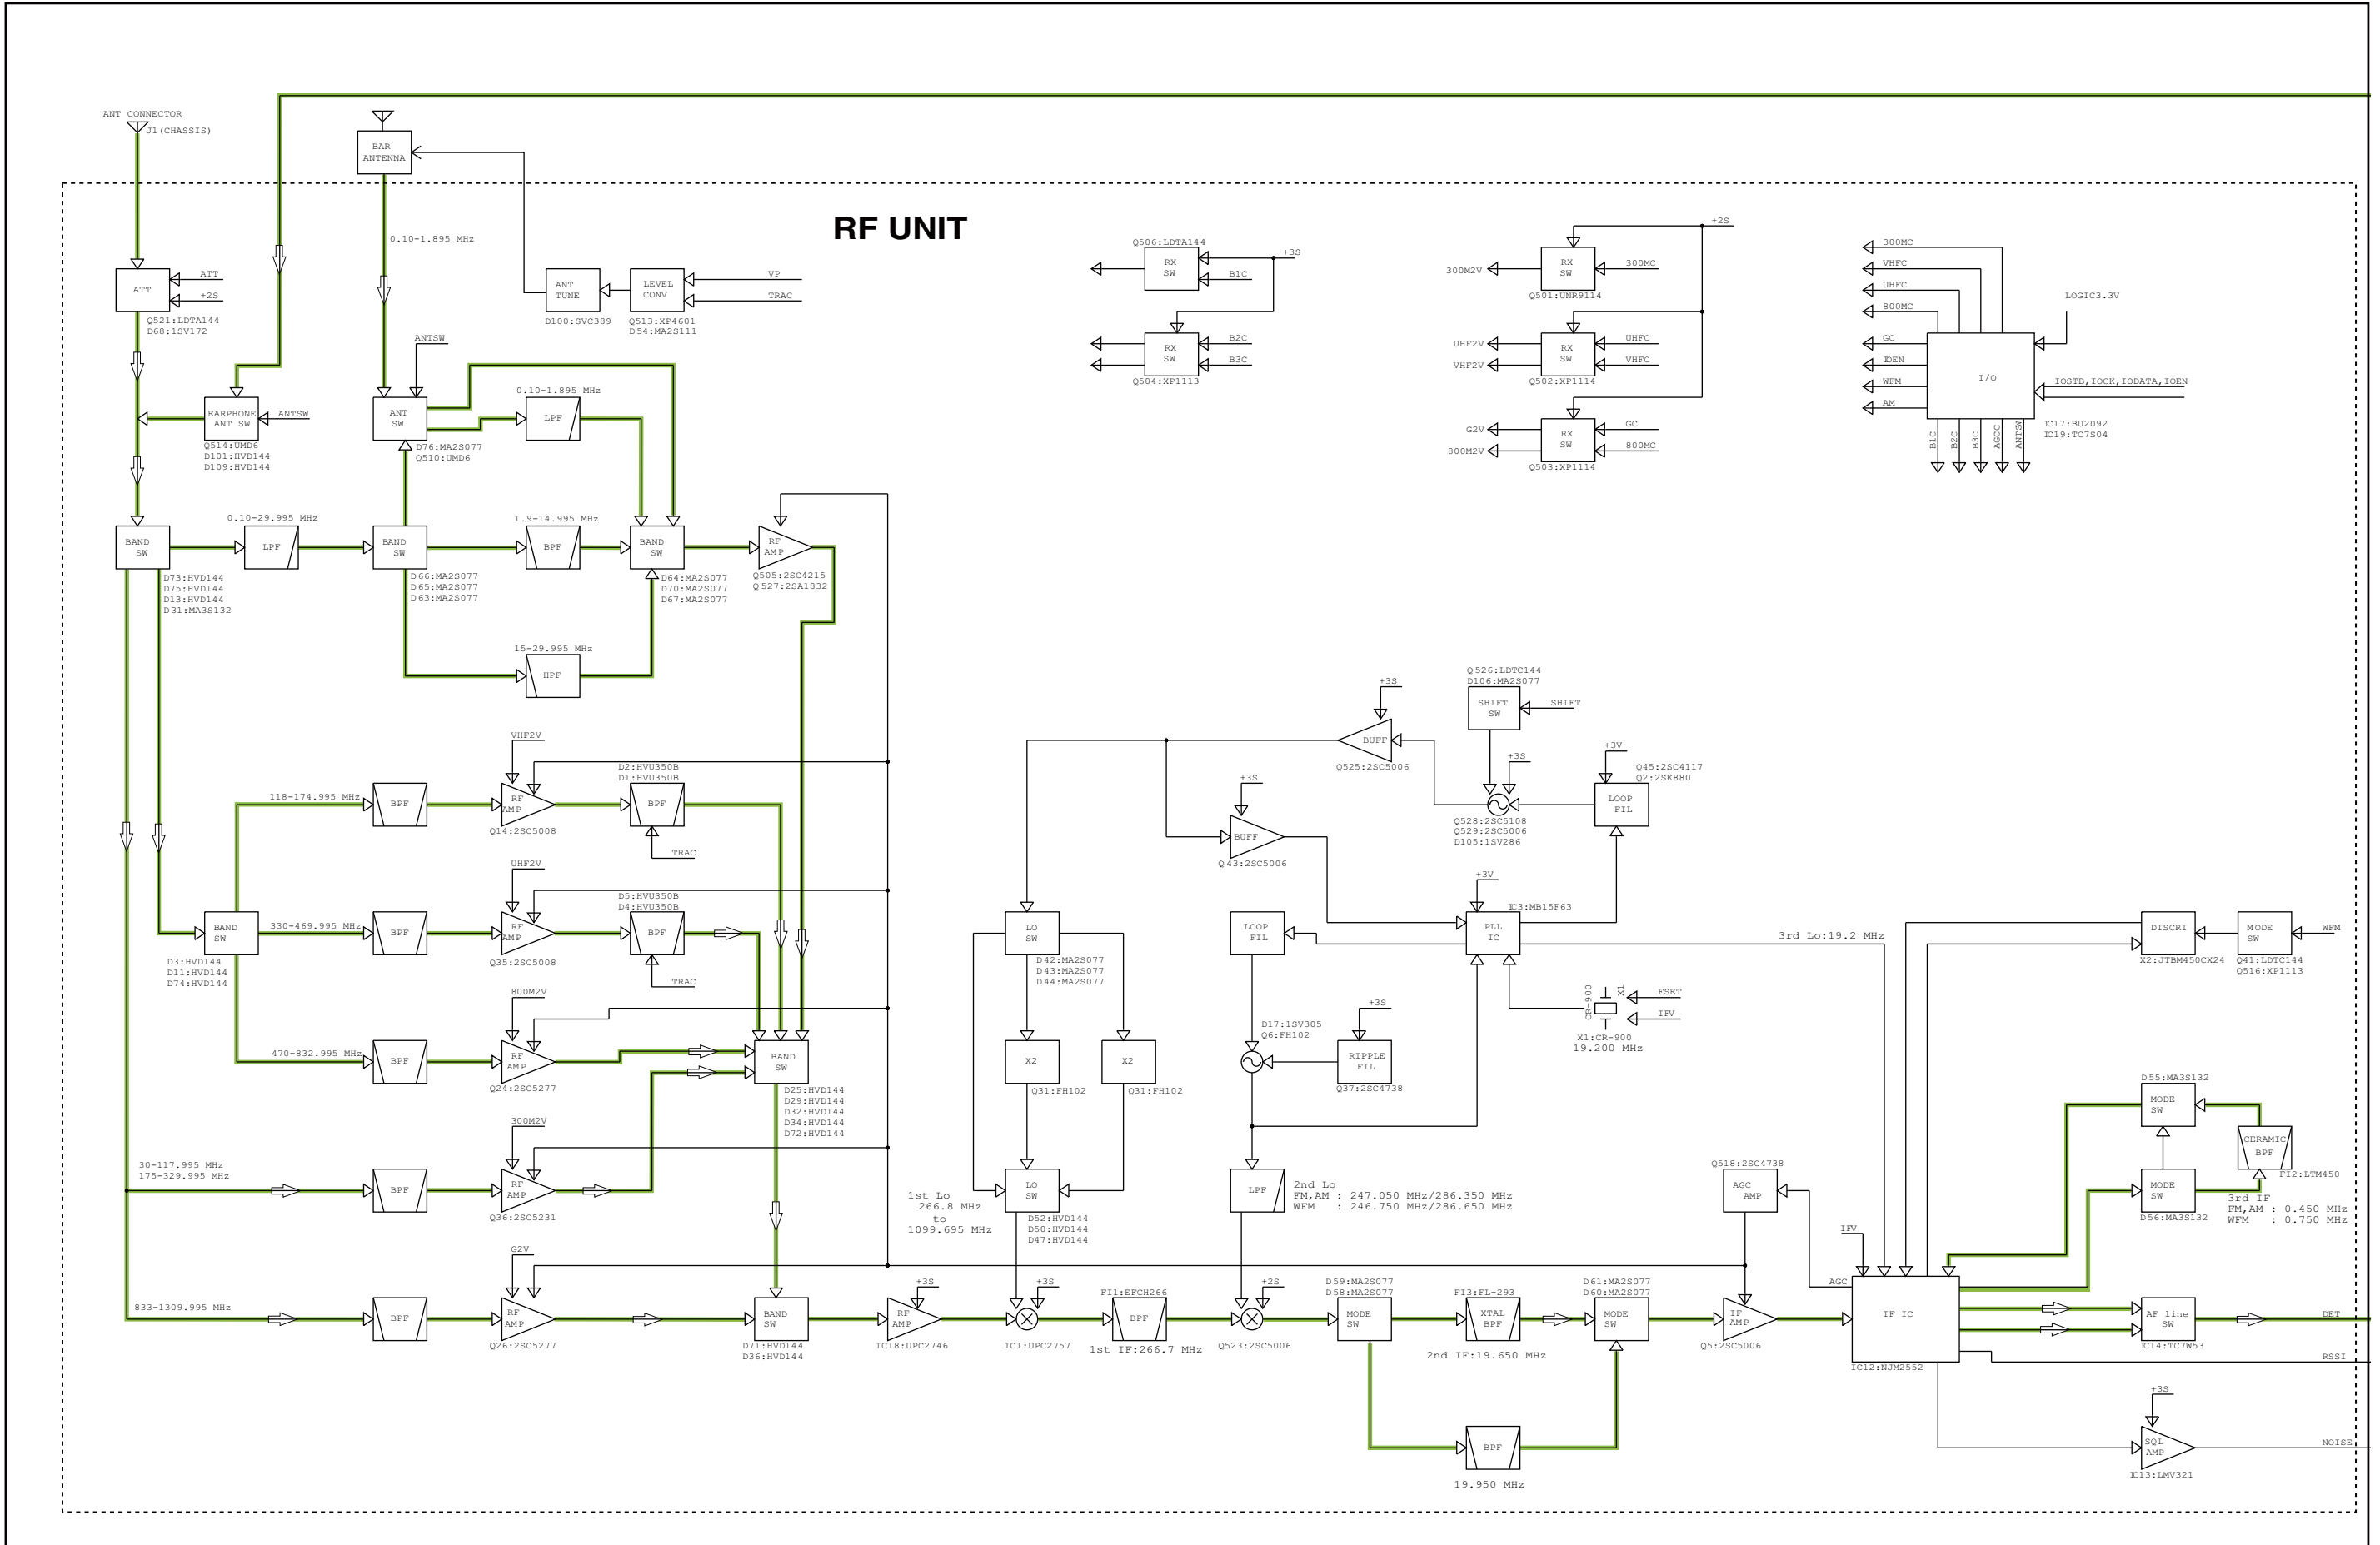 ANT CONNECTOR
J1(CHASSIS)
BAR
ANTENNA
RF UNIT
0.10-1.895 MHz
ATT
ATT
+2S
Q521:LDTA144
D68:1SV172
ANT
TUNE
D100:SVC389
LEVEL
CONV
Q513:XP4601
D54:MA2S111
VP
TRAC
Q506:LDTA144
RX
SW
+3S
B1C
RX
SW
B2C
B3C
Q504:XP1113
+2S
300M2V
RX
SW
300MC
Q501:UNR9114
UHF2V
VHF2V
RX
SW
UHFC
VHFC
Q502:XP1114
G2V
800M2V
RX
SW
GC
800MC
Q503:XP1114
300MC
VHFC
UHFC
800MC
GC
IDEN
WFM
AM
LOGIC3.3V
I/O
IOSTB,IOCK,IODATA,IOEN
IC17:BU2092
IC19:TC7S04
B1C
B2C
B3C
AGCC
ANTSW
EARPHONE
ANT SW
ANTSW
Q514:UMD6
D101:HVD144
D109:HVD144
ANTSW
ANT
SW
D76:MA2S077
Q510:UMD6
0.10-1.895 MHz
LPF
BAND
SW
D73:HVD144
D75:HVD144
D13:HVD144
D31:MA3S132
0.10-29.995 MHz
LPF
BAND
SW
D66:MA2S077
D65:MA2S077
D63:MA2S077
1.9-14.995 MHz
BPF
BAND
SW
D64:MA2S077
D70:MA2S077
D67:MA2S077
RF
AMP
Q505:2SC4215
Q527:2SA1832
15-29.995 MHz
HPF
118-174.995 MHz
BPF
VHF2V
RF
AMP
Q14:2SC5008
D2:HVU350B
D1:HVU350B
BPF
TRAC
BAND
SW
D3:HVD144
D11:HVD144
D74:HVD144
330-469.995 MHz
BPF
UHF2V
RF
AMP
Q35:2SC5008
D5:HVU350B
D4:HVU350B
BPF
TRAC
470-832.995 MHz
BPF
800M2V
RF
AMP
Q24:2SC5277
BAND
SW
D25:HVD144
D29:HVD144
D32:HVD144
D34:HVD144
D72:HVD144
30-117.995 MHz
175-329.995 MHz
BPF
300M2V
RF
AMP
Q36:2SC5231
833-1309.995 MHz
BPF
G2V
RF
AMP
Q26:2SC5277
BAND
SW
D71:HVD144
D36:HVD144
+3S
RF
AMP
IC18:UPC2746
+3S
IC1:UPC2757
FI1:EFCH266
BPF
1st IF:266.7 MHz
+2S
Q523:2SC5006
D59:MA2S077
D58:MA2S077
MODE
SW
FI3:FL-293
XTAL
BPF
2nd IF:19.650 MHz
BPF
19.950 MHz
D61:MA2S077
D60:MA2S077
MODE
SW
IF
AMP
Q5:2SC5006
Q518:2SC4738
AGC
AMP
IFV
AGC
IF IC
IC12:NJM2552
AF line
SW
IC14:TC7W53
DET
RSSI
+3S
SQL
AMP
IC13:LMV321
NOISE
+3S
BUFF
Q525:2SC5006
+3S
BUFF
Q43:2SC5006
Q526:LDTC144
D106:MA2S077
SHIFT
SW
SHIFT
+3S
Q528:2SC5108
Q529:2SC5006
D105:1SV286
+3V
Q45:2SC4117
Q2:2SK880
LOOP
FIL
+3V
IC3:MB15F63
PLL
IC
3rd Lo:19.2 MHz
LOOP
FIL
LO
SW
D42:MA2S077
D43:MA2S077
D44:MA2S077
X2
Q31:FH102
X2
Q31:FH102
LO
SW
D52:HVD144
D50:HVD144
D47:HVD144
1st Lo
266.8 MHz
to
1099.695 MHz
D17:1SV305
Q6:FH102
+3S
RIPPLE
FIL
Q37:2SC4738
CR-900
X1
FSET
IFV
X1:CR-900
19.200 MHz
LPF
2nd Lo
FM,AM : 247.050 MHz/286.350 MHz
WFM : 246.750 MHz/286.650 MHz
DISCRI
X2:JTBM450CX24
MODE
SW
WFM
Q41:LDTC144
Q516:XP1113
D55:MA3S132
MODE
SW
CERAMIC
BPF
FI2:LTM450
MODE
SW
D56:MA3S132
3rd IF
FM,AM : 0.450 MHz
WFM : 0.750 MHz